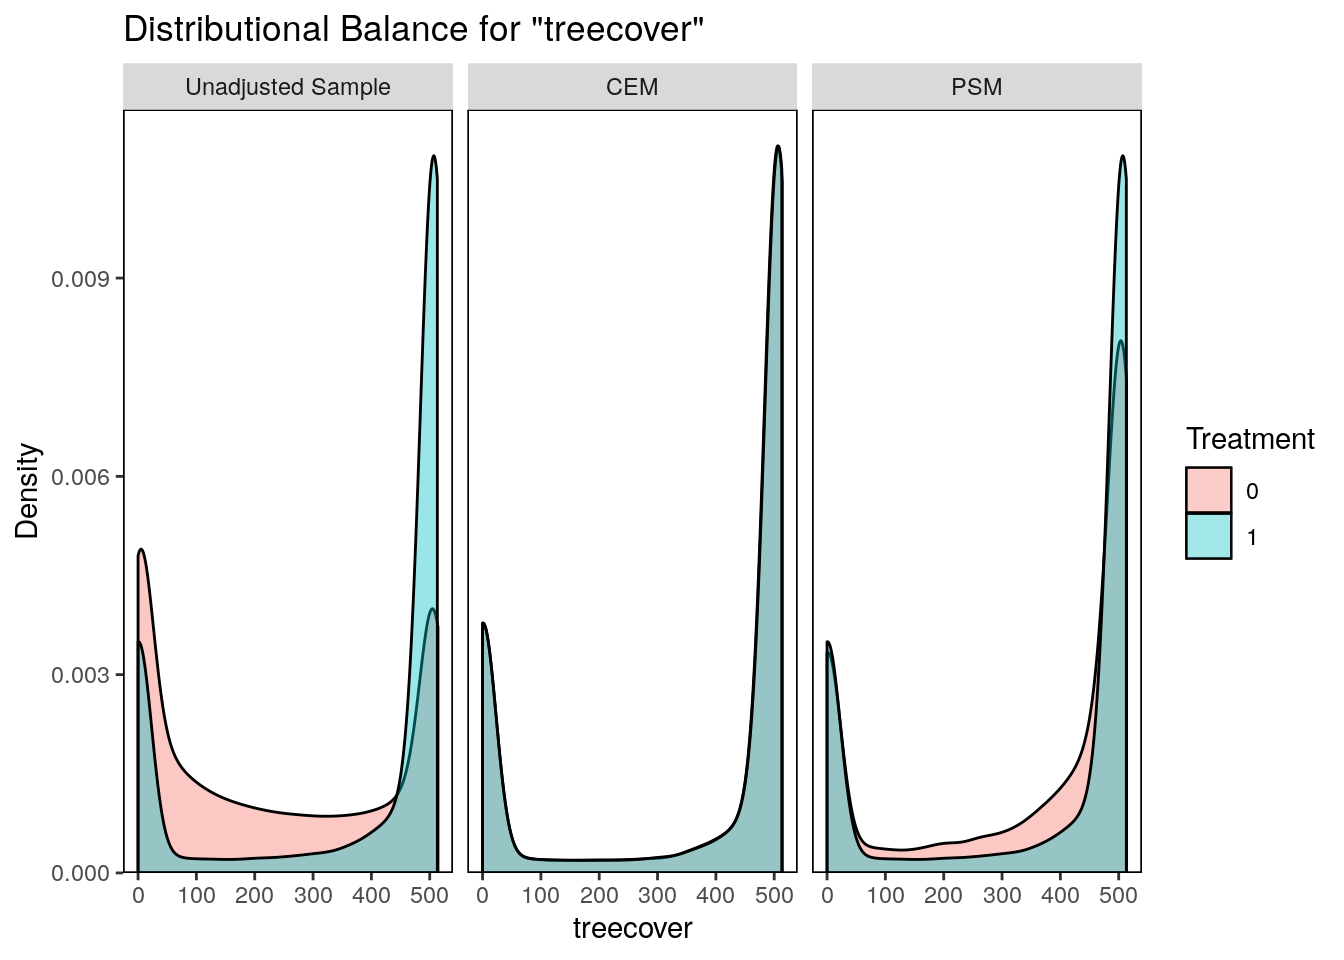 Distributional Balance for "treecover"
Unadjusted Sample
CEM
PSM
Density
0.009
0.006
0.003
0.000
0 100 200 300 400 500
0 100 200 300 400 500
0 100 200 300 400 500
treecover
Treatment
0
1